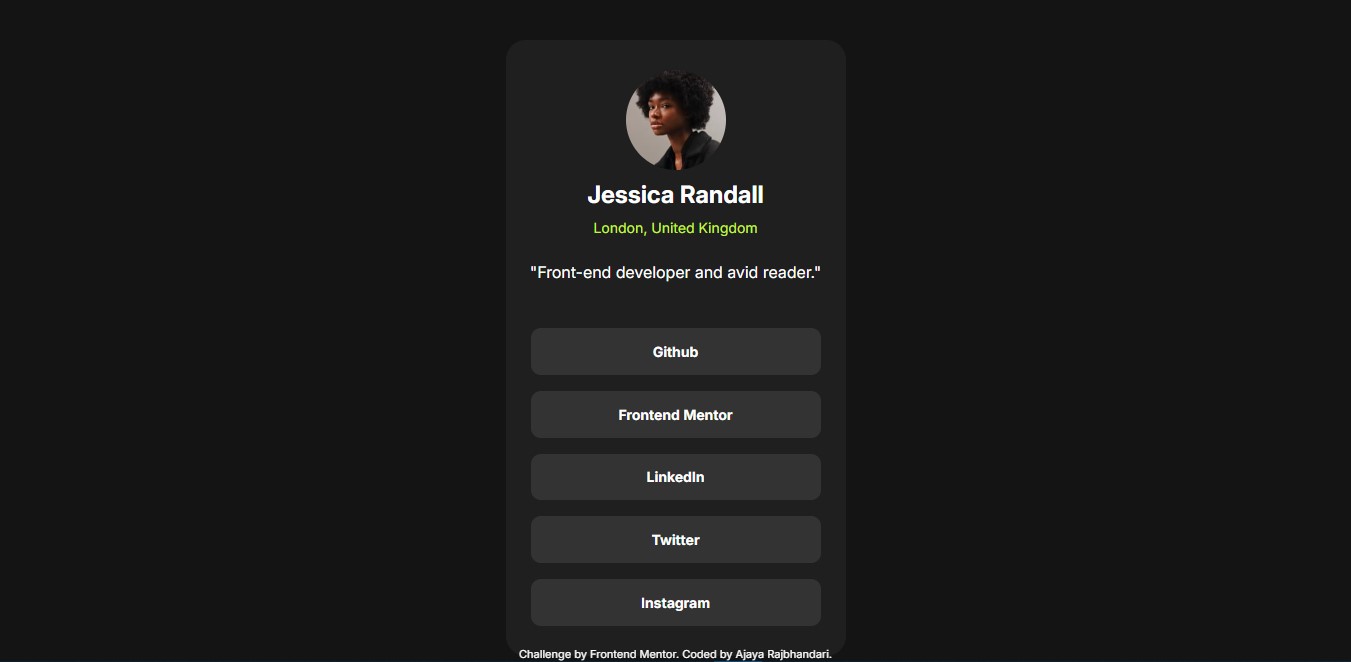 Jessica Randall
London, United Kingdom
"Front-end developer and avid reader."
Github
Frontend Mentor
LinkedIn
Twitter
Instagram
Challenge by Frontend Mentor. Coded by Ajaya Rajbhandari.